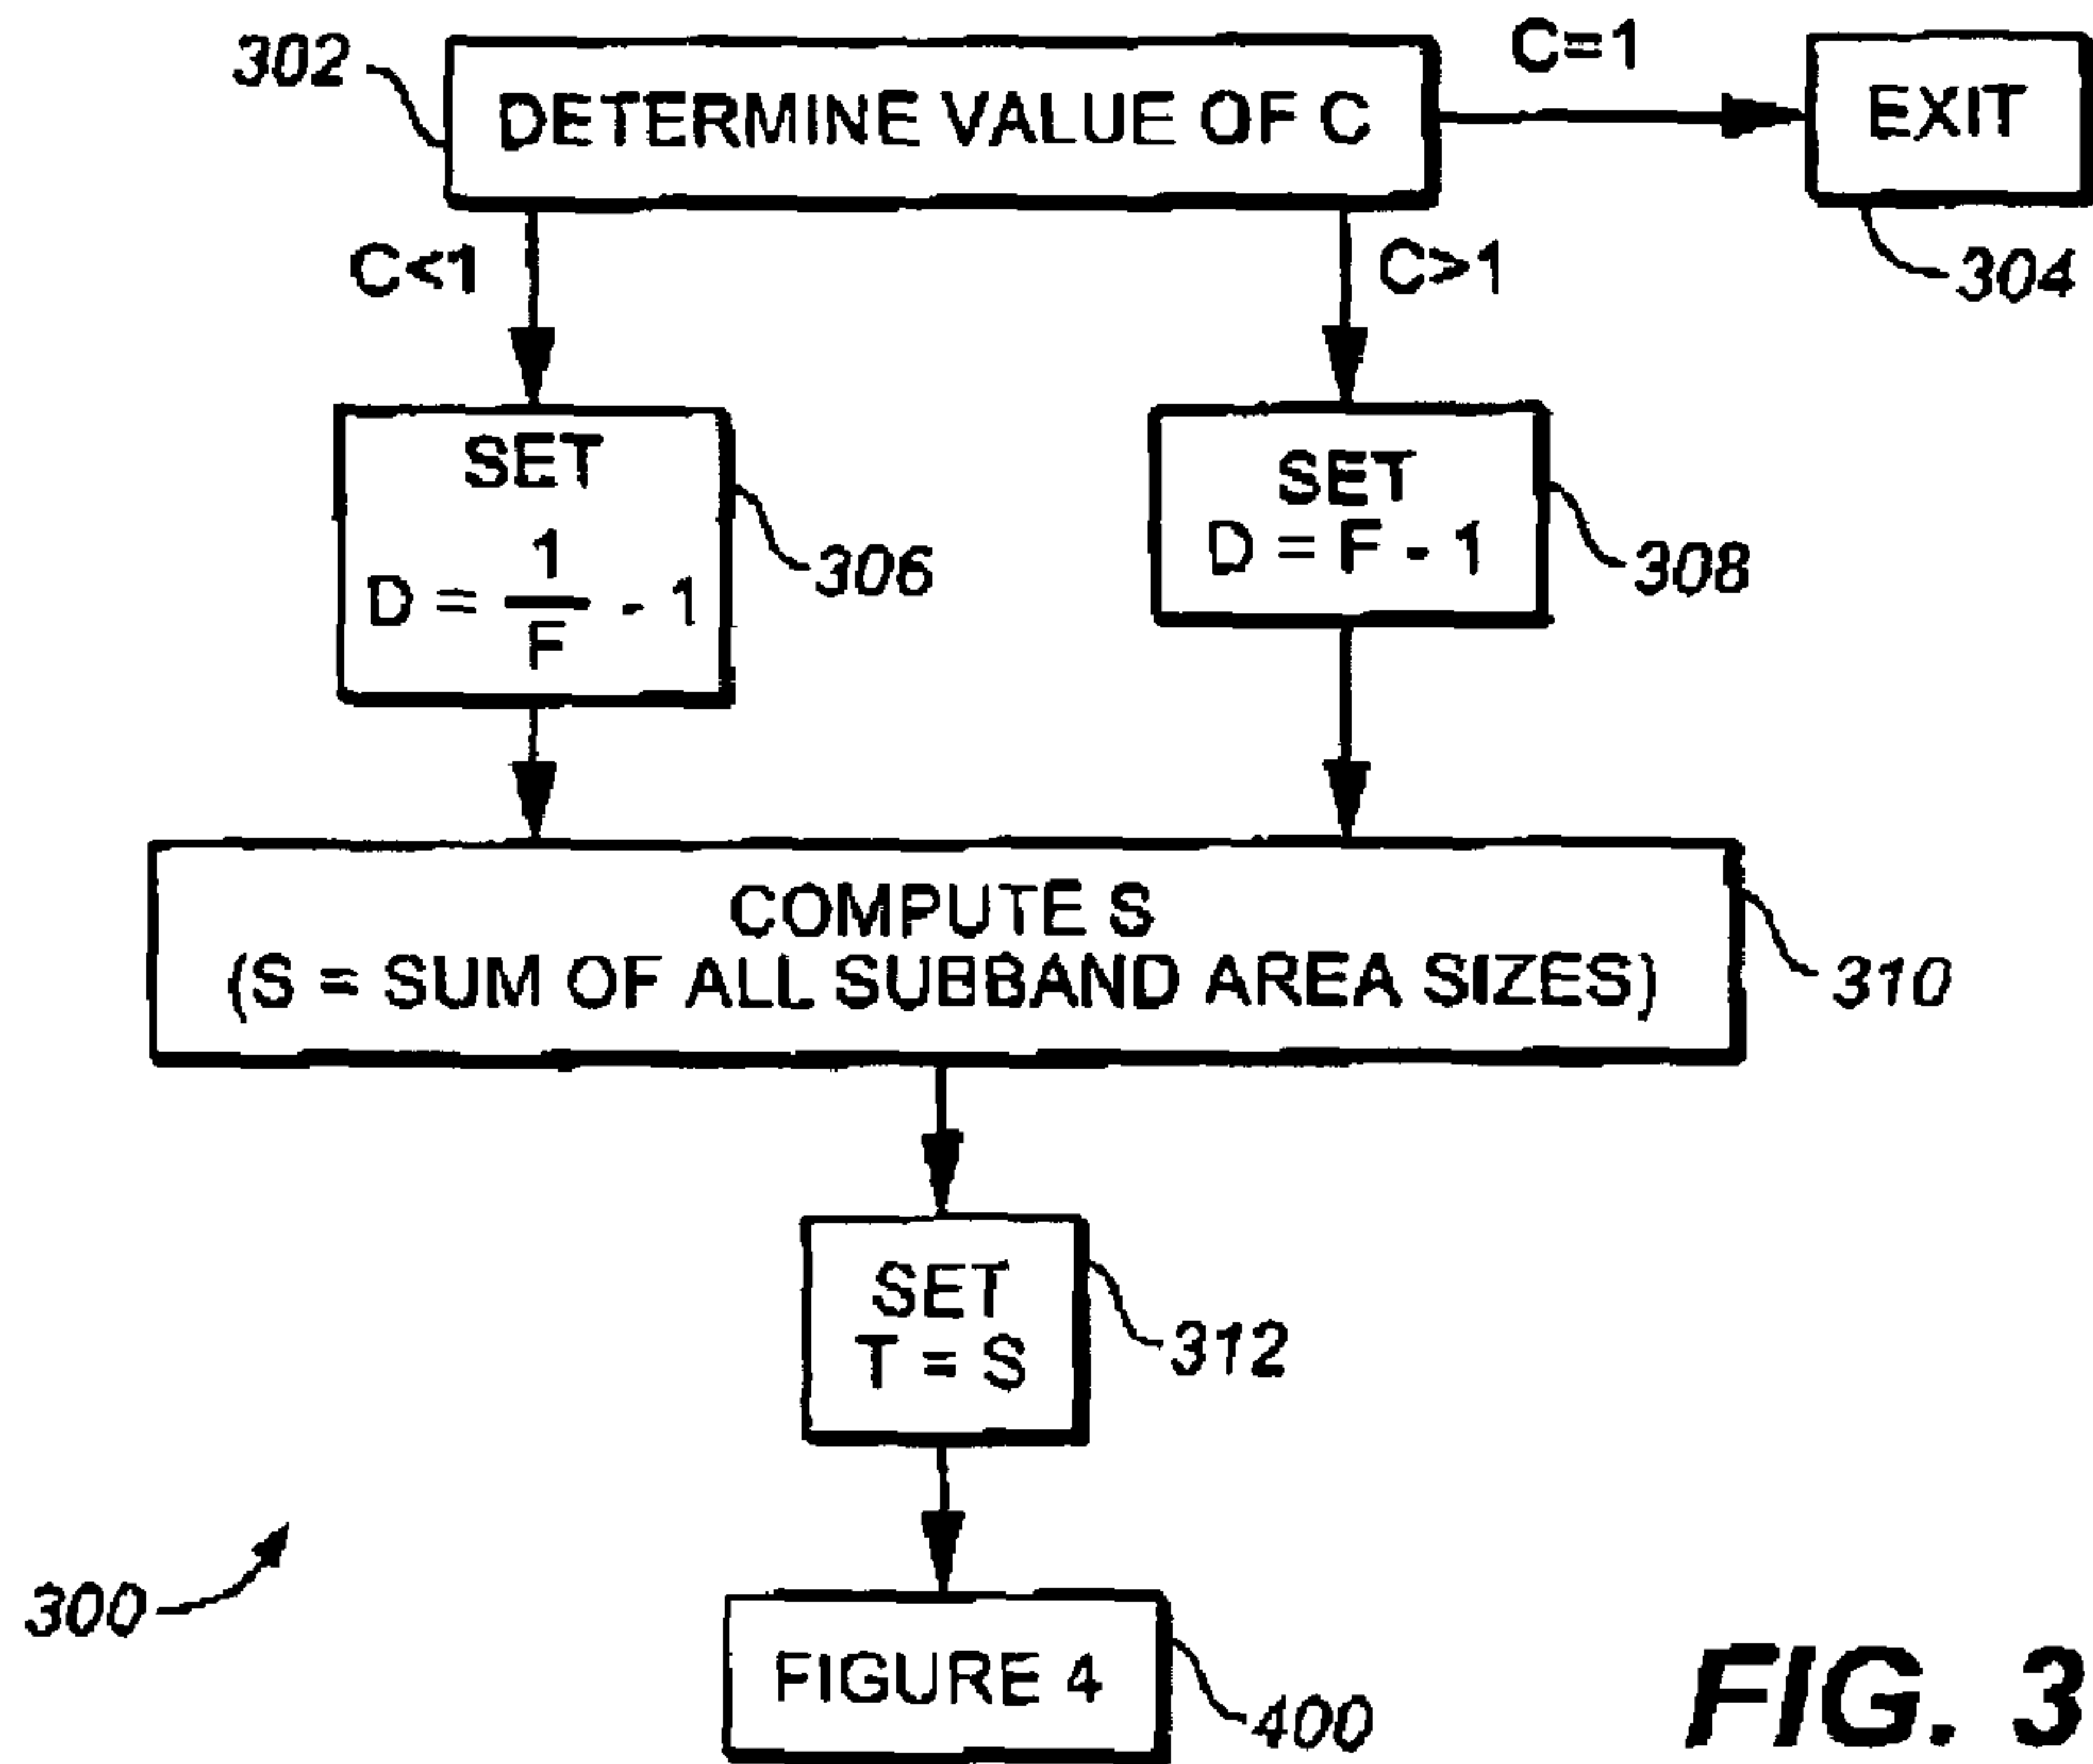 302
DETERMINE VALUE OF C
C=1
EXIT
304
C<1
C>1
SET
D = 1/F - 1
306
SET
D = F - 1
308
COMPUTE S
(S = SUM OF ALL SUBBAND AREA SIZES)
310
SET
T = S
312
300
FIGURE 4
400
FIG. 3